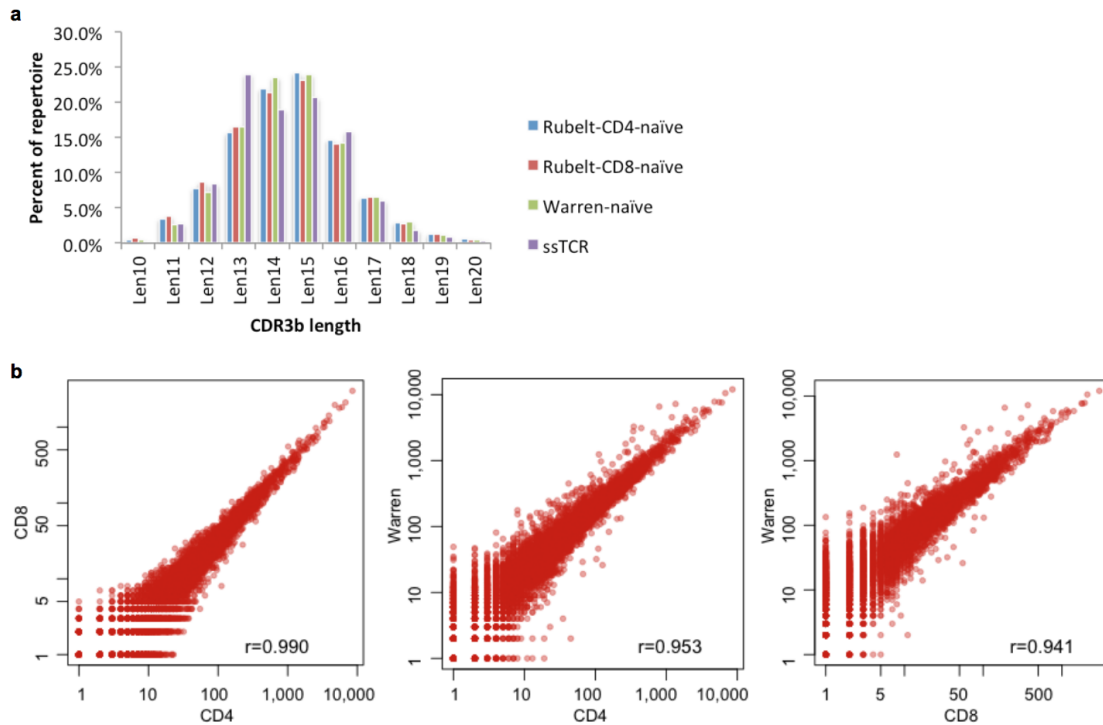 a
30.0%
25.0%
20.0%
15.0%
10.0%
5.0%
0.0%
Percent of repertoire
Len10
Len11
Len12
Len13
Len14
Len15
Len16
Len17
Len18
Len19
Len20
CDR3b length
Rubelt-CD4-naïve
Rubelt-CD8-naïve
Warren-naïve
ssTCR
b
CD8
500
50
5
1
r=0.990
1 10 100 1,000 10,000
CD4
Warren
10,000
1,000
100
10
1
r=0.953
1 10 100 1,000 10,000
CD4
Warren
10,000
1,000
100
10
1
r=0.941
1 5 50 500
CD8